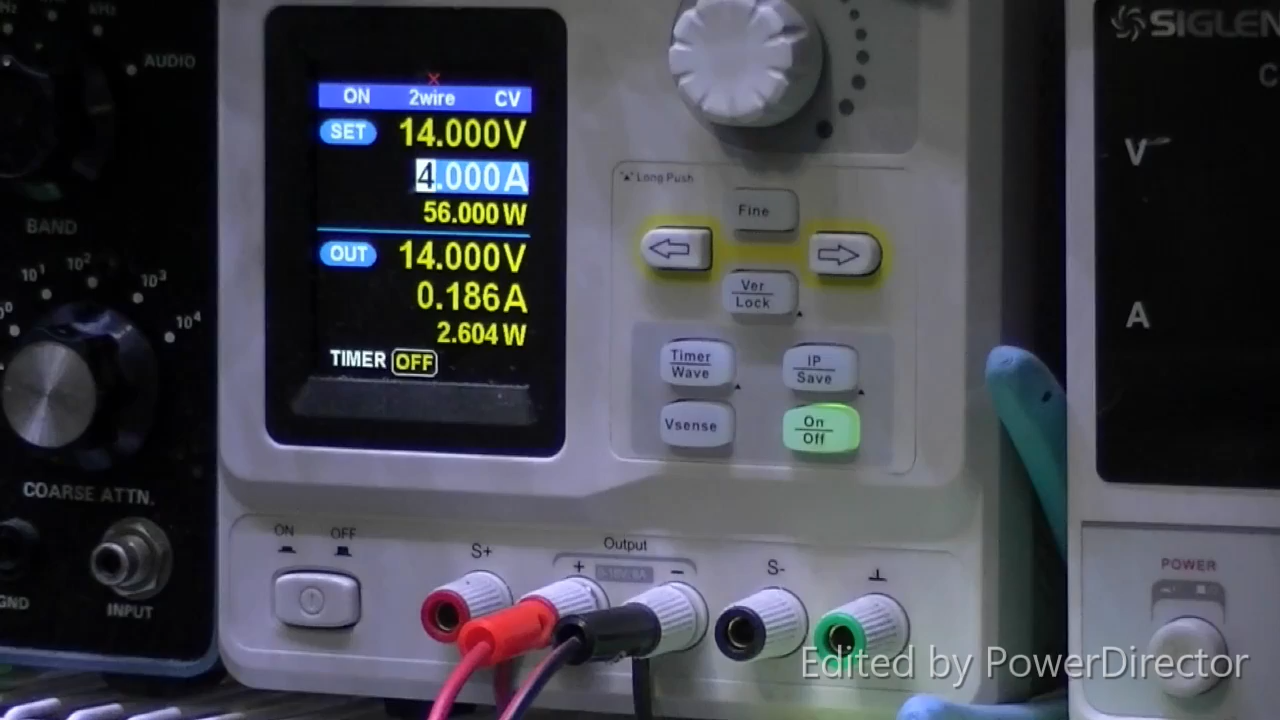 AUDIO
BAND
10¹
10²
10³
10⁴
COARSE ATTN.
GND
INPUT
ON 2wire CV
SET 14.000V
4.000A
56.000W
OUT 14.000V
0.186A
2.604W
TIMER OFF
Long Push
Fine
Ver
Lock
Timer
Wave
IP
Save
Vsense
On
Off
ON OFF
S+
Output
+ −
S-
SIGLEN
V
A
POWER
Edited by PowerDirector